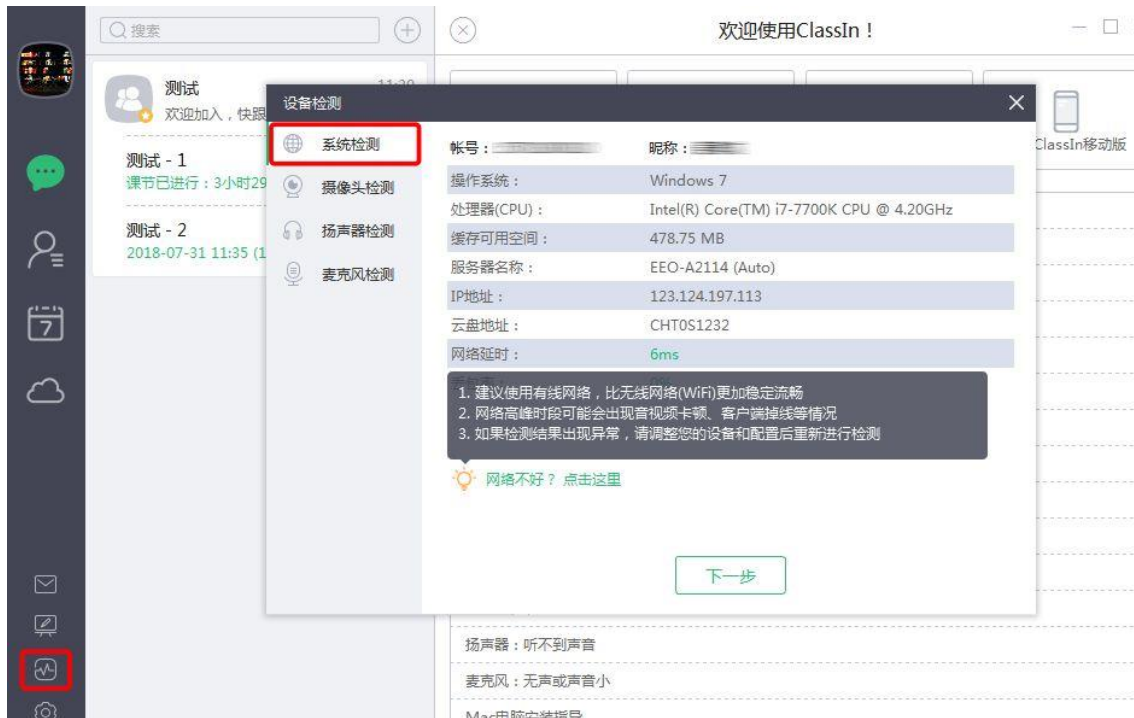 搜索
欢迎使用ClassIn！
测试
11:29
欢迎加入，快跟
测试 - 1
课节已进行：3小时29
测试 - 2
2018-07-31 11:35 (1
7
ClassIn移动版
设备检测
系统检测
摄像头检测
扬声器检测
麦克风检测
帐号：
昵称：
操作系统：
Windows 7
处理器(CPU)：
Intel(R) Core(TM) i7-7700K CPU @ 4.20GHz
缓存可用空间：
478.75 MB
服务器名称：
EEO-A2114 (Auto)
IP地址：
123.124.197.113
云盘地址：
CHT0S1232
网络延时：
6ms
1. 建议使用有线网络，比无线网络(WiFi)更加稳定流畅
2. 网络高峰时段可能会出现音视频卡顿、客户端掉线等情况
3. 如果检测结果出现异常，请调整您的设备和配置后重新进行检测
网络不好？ 点击这里
下一步
扬声器：听不到声音
麦克风：无声或声音小
Mac电脑安装指导